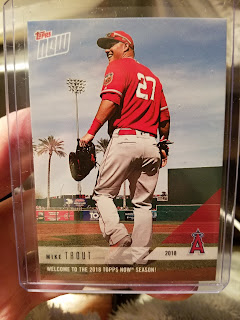 topps
NOW
27
MIKE TROUT
2018
WELCOME TO THE 2018 TOPPS NOW® SEASON!